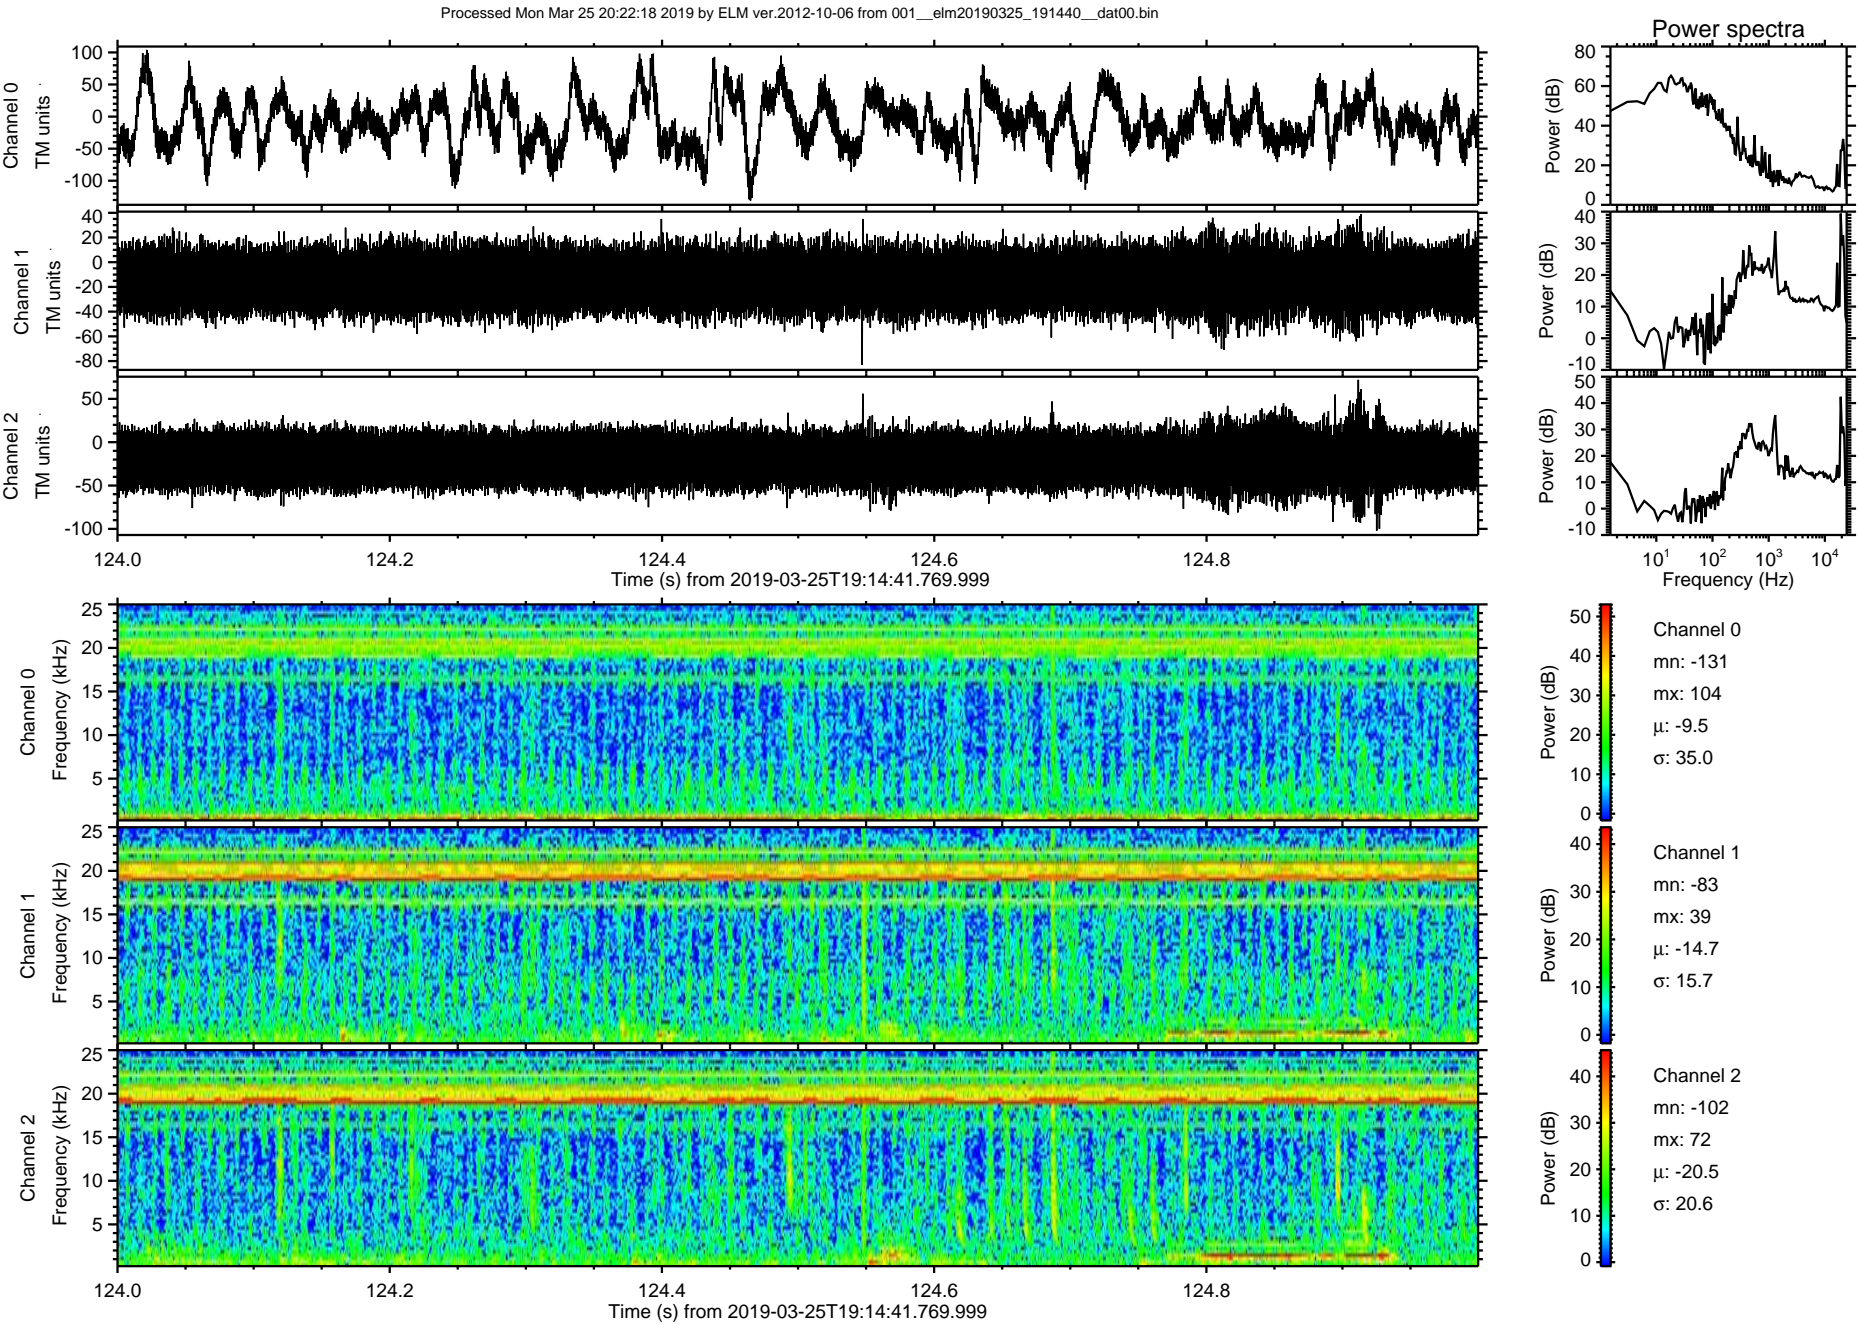 Processed Mon Mar 25 20:22:18 2019 by ELM ver.2012-10-06 from 001__elm20190325_191440__dat00.bin
Power spectra
Channel 0
TM units
100
50
0
-50
-100
Power (dB)
80
60
40
20
0
Channel 1
TM units
40
20
0
-20
-40
-60
-80
Power (dB)
40
30
20
10
0
-10
Channel 2
TM units
50
0
-50
-100
Power (dB)
50
40
30
20
10
0
-10
124.0 124.2 124.4 124.6 124.8
Time (s) from 2019-03-25T19:14:41.769.999
10^1 10^2 10^3 10^4
Frequency (Hz)
Channel 0
Frequency (kHz)
25
20
15
10
5
Power (dB)
50
40
30
20
10
0
Channel 0
mn: -131
mx: 104
μ: -9.5
σ: 35.0
Channel 1
Frequency (kHz)
25
20
15
10
5
Power (dB)
40
30
20
10
0
Channel 1
mn: -83
mx: 39
μ: -14.7
σ: 15.7
Channel 2
Frequency (kHz)
25
20
15
10
5
Power (dB)
40
30
20
10
0
Channel 2
mn: -102
mx: 72
μ: -20.5
σ: 20.6
124.0 124.2 124.4 124.6 124.8
Time (s) from 2019-03-25T19:14:41.769.999